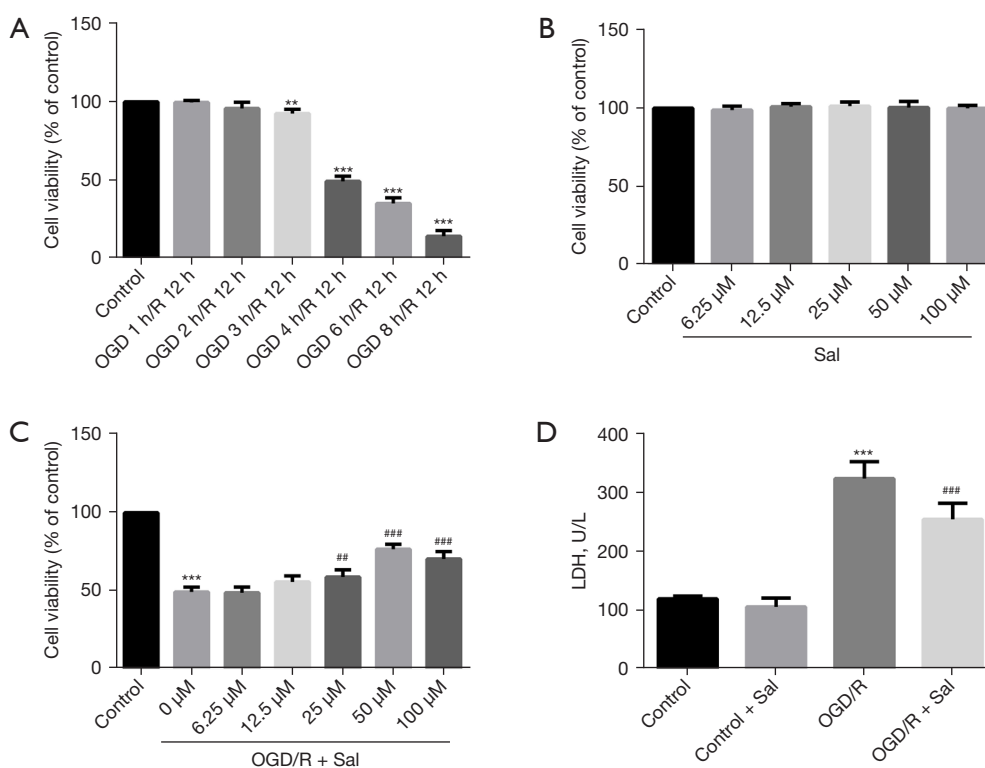 A
Cell viability (% of control)
150
100
50
0
**
***
***
***
Control
OGD 1 h/R 12 h
OGD 2 h/R 12 h
OGD 3 h/R 12 h
OGD 4 h/R 12 h
OGD 6 h/R 12 h
OGD 8 h/R 12 h
B
Cell viability (% of control)
150
100
50
0
Control
6.25 μM
12.5 μM
25 μM
50 μM
100 μM
Sal
C
Cell viability (% of control)
150
100
50
0
***
##
###
###
Control
0 μM
6.25 μM
12.5 μM
25 μM
50 μM
100 μM
OGD/R + Sal
D
LDH, U/L
400
300
200
100
0
***
###
Control
Control + Sal
OGD/R
OGD/R + Sal